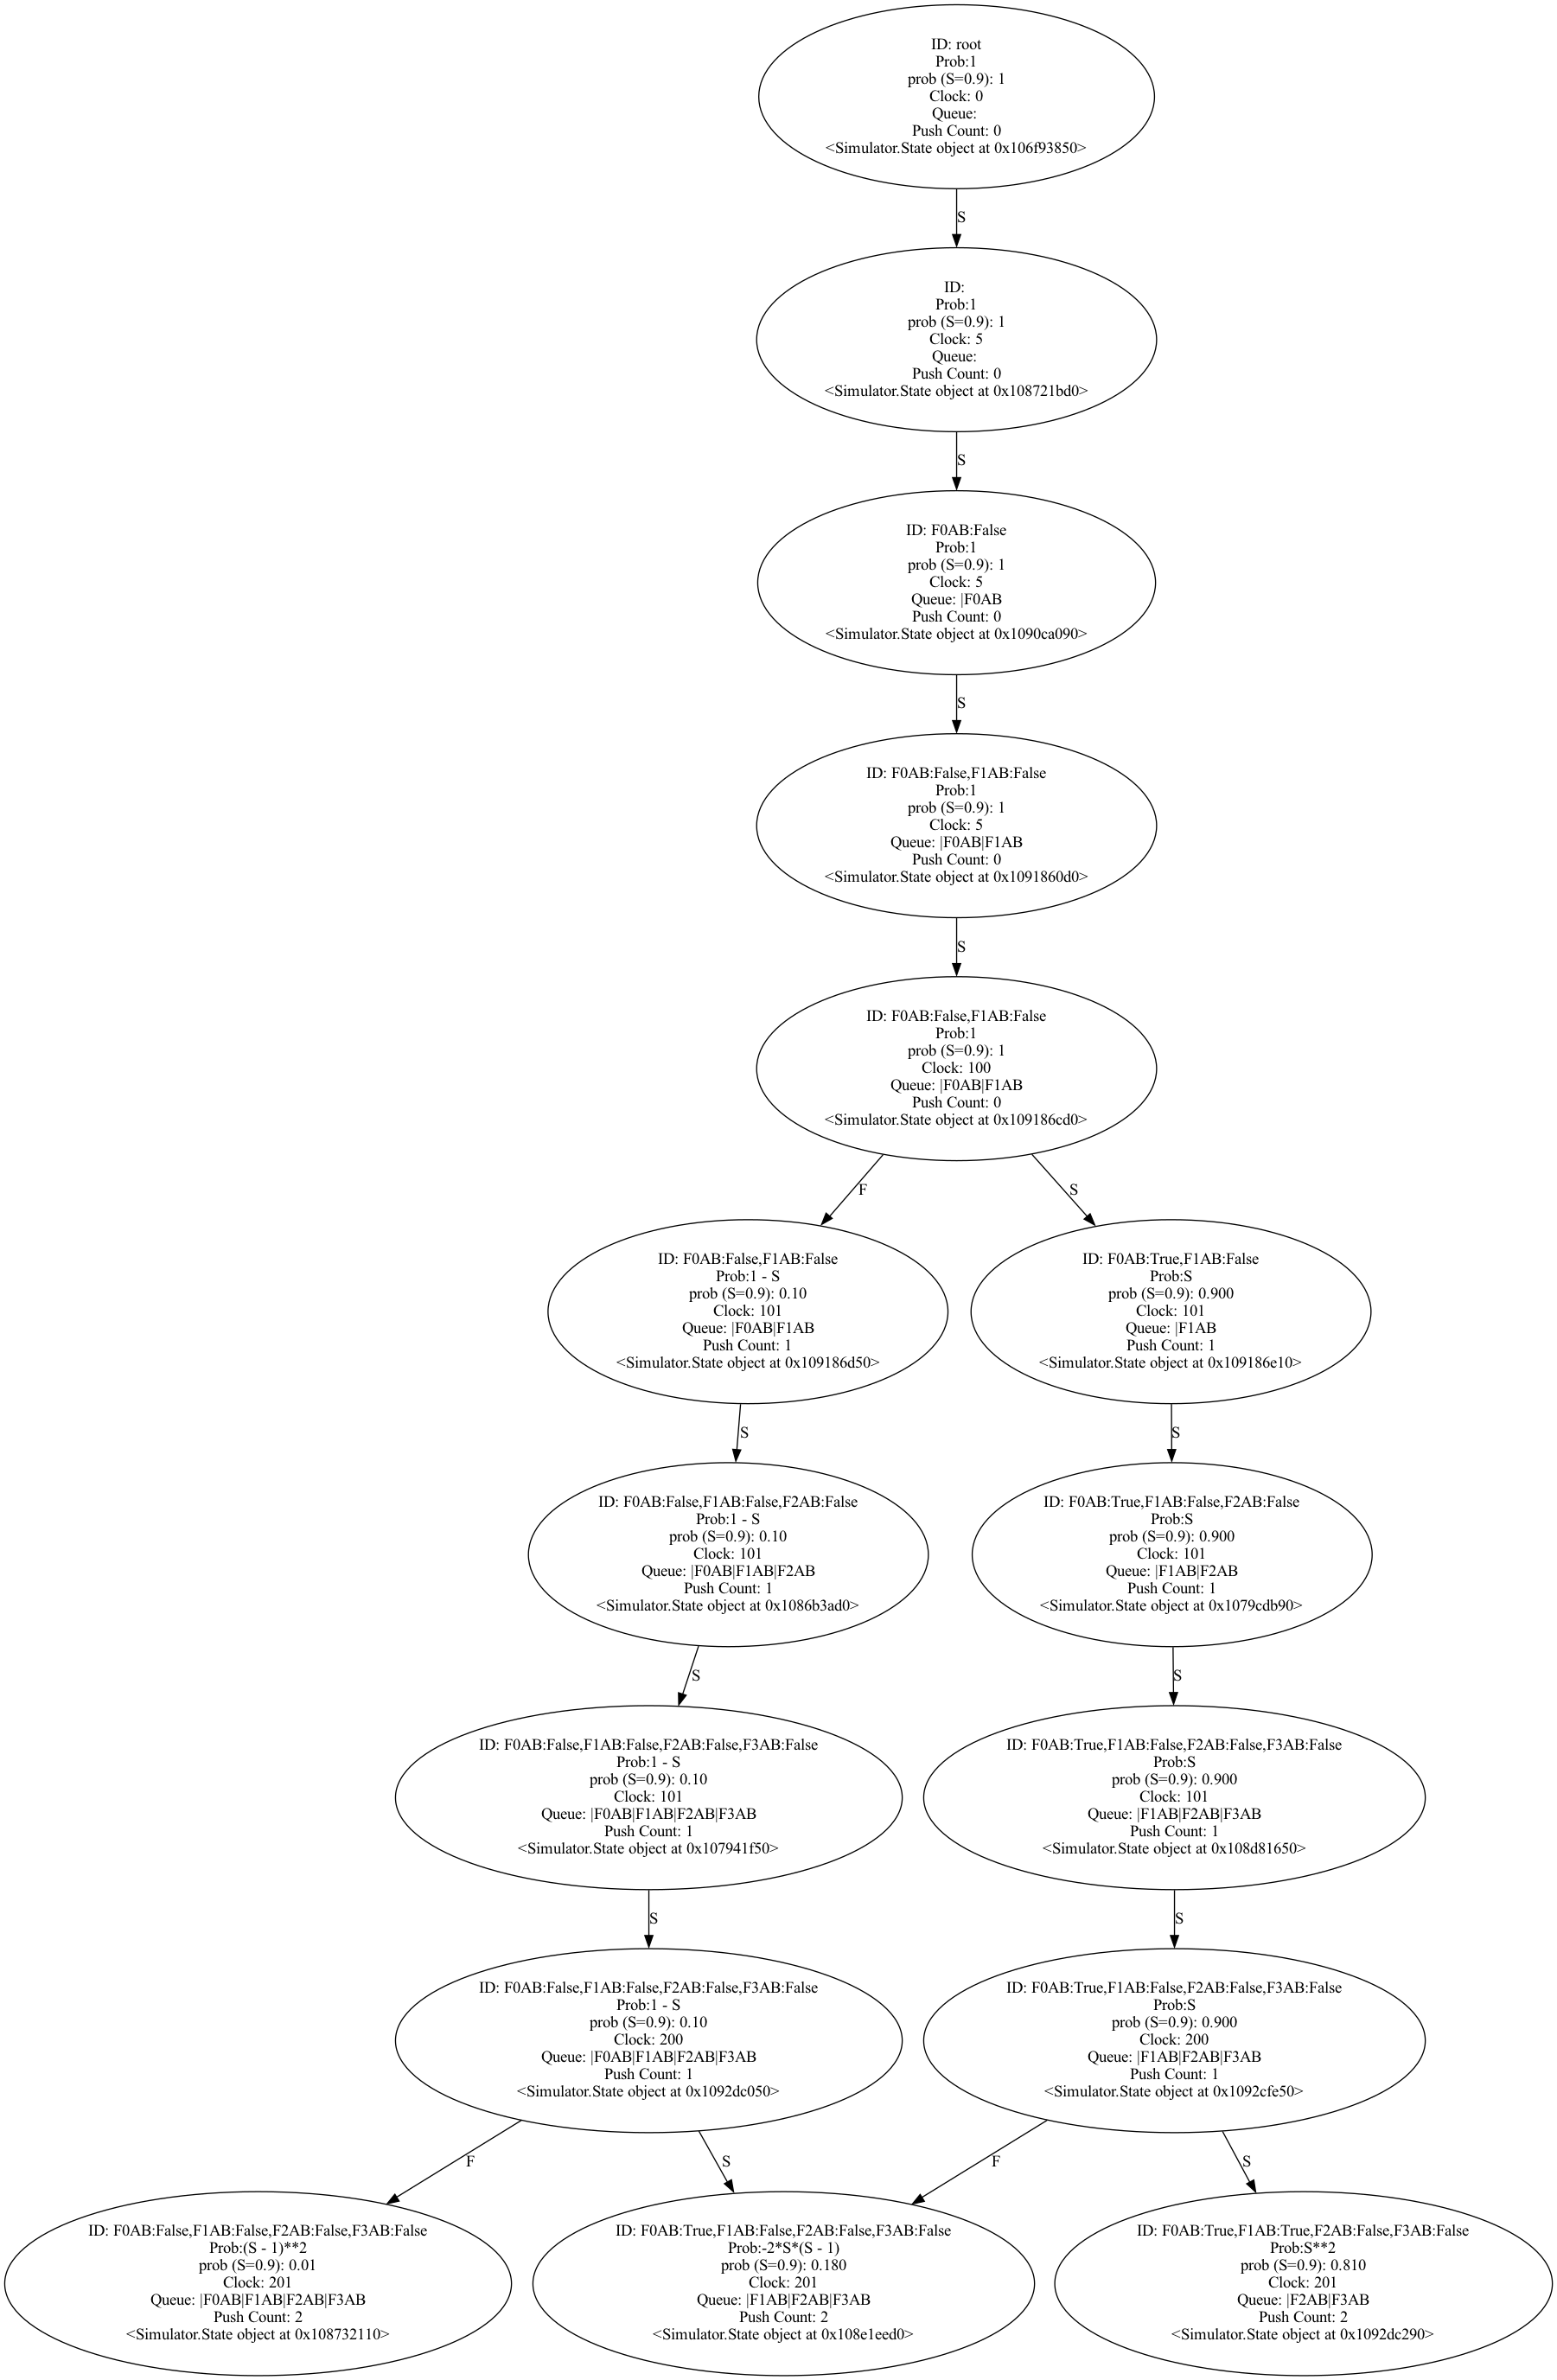 ID: root
Prob:1
prob (S=0.9): 1
Clock: 0
Queue:
Push Count: 0
<Simulator.State object at 0x106f93850>
S
ID:
Prob:1
prob (S=0.9): 1
Clock: 5
Queue:
Push Count: 0
<Simulator.State object at 0x108721bd0>
S
ID: F0AB:False
Prob:1
prob (S=0.9): 1
Clock: 5
Queue: |F0AB
Push Count: 0
<Simulator.State object at 0x1090ca090>
S
ID: F0AB:False,F1AB:False
Prob:1
prob (S=0.9): 1
Clock: 5
Queue: |F0AB|F1AB
Push Count: 0
<Simulator.State object at 0x1091860d0>
S
ID: F0AB:False,F1AB:False
Prob:1
prob (S=0.9): 1
Clock: 100
Queue: |F0AB|F1AB
Push Count: 0
<Simulator.State object at 0x109186cd0>
F
S
ID: F0AB:False,F1AB:False
Prob:1 - S
prob (S=0.9): 0.10
Clock: 101
Queue: |F0AB|F1AB
Push Count: 1
<Simulator.State object at 0x109186d50>
ID: F0AB:True,F1AB:False
Prob:S
prob (S=0.9): 0.900
Clock: 101
Queue: |F1AB
Push Count: 1
<Simulator.State object at 0x109186e10>
S
S
ID: F0AB:False,F1AB:False,F2AB:False
Prob:1 - S
prob (S=0.9): 0.10
Clock: 101
Queue: |F0AB|F1AB|F2AB
Push Count: 1
<Simulator.State object at 0x1086b3ad0>
ID: F0AB:True,F1AB:False,F2AB:False
Prob:S
prob (S=0.9): 0.900
Clock: 101
Queue: |F1AB|F2AB
Push Count: 1
<Simulator.State object at 0x1079cdb90>
S
S
ID: F0AB:False,F1AB:False,F2AB:False,F3AB:False
Prob:1 - S
prob (S=0.9): 0.10
Clock: 101
Queue: |F0AB|F1AB|F2AB|F3AB
Push Count: 1
<Simulator.State object at 0x107941f50>
ID: F0AB:True,F1AB:False,F2AB:False,F3AB:False
Prob:S
prob (S=0.9): 0.900
Clock: 101
Queue: |F1AB|F2AB|F3AB
Push Count: 1
<Simulator.State object at 0x108d81650>
S
S
ID: F0AB:False,F1AB:False,F2AB:False,F3AB:False
Prob:1 - S
prob (S=0.9): 0.10
Clock: 200
Queue: |F0AB|F1AB|F2AB|F3AB
Push Count: 1
<Simulator.State object at 0x1092dc050>
ID: F0AB:True,F1AB:False,F2AB:False,F3AB:False
Prob:S
prob (S=0.9): 0.900
Clock: 200
Queue: |F1AB|F2AB|F3AB
Push Count: 1
<Simulator.State object at 0x1092cfe50>
F
S
F
S
ID: F0AB:False,F1AB:False,F2AB:False,F3AB:False
Prob:(S - 1)**2
prob (S=0.9): 0.01
Clock: 201
Queue: |F0AB|F1AB|F2AB|F3AB
Push Count: 2
<Simulator.State object at 0x108732110>
ID: F0AB:True,F1AB:False,F2AB:False,F3AB:False
Prob:-2*S*(S - 1)
prob (S=0.9): 0.180
Clock: 201
Queue: |F1AB|F2AB|F3AB
Push Count: 2
<Simulator.State object at 0x108e1eed0>
ID: F0AB:True,F1AB:True,F2AB:False,F3AB:False
Prob:S**2
prob (S=0.9): 0.810
Clock: 201
Queue: |F2AB|F3AB
Push Count: 2
<Simulator.State object at 0x1092dc290>